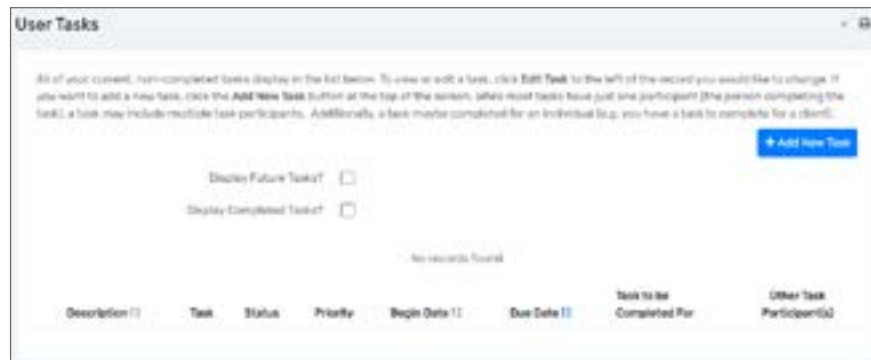 User Tasks
All of your current, non-completed tasks display in the list below. To view or edit a task, click Edit Task to the left of the record you would like to change. If
you want to add a new task, click the Add New Task button at the top of the screen. While most tasks have just one participant (the person completing the
task), a task may include multiple task participants. Additionally, a task maybe completed for an individual (e.g. you have a task to complete for a client).
+ Add New Task
Display Future Tasks?
Display Completed Tasks?
No records found
Description Task Status Priority Begin Date Due Date Task to be Completed For Other Task Participant(s)